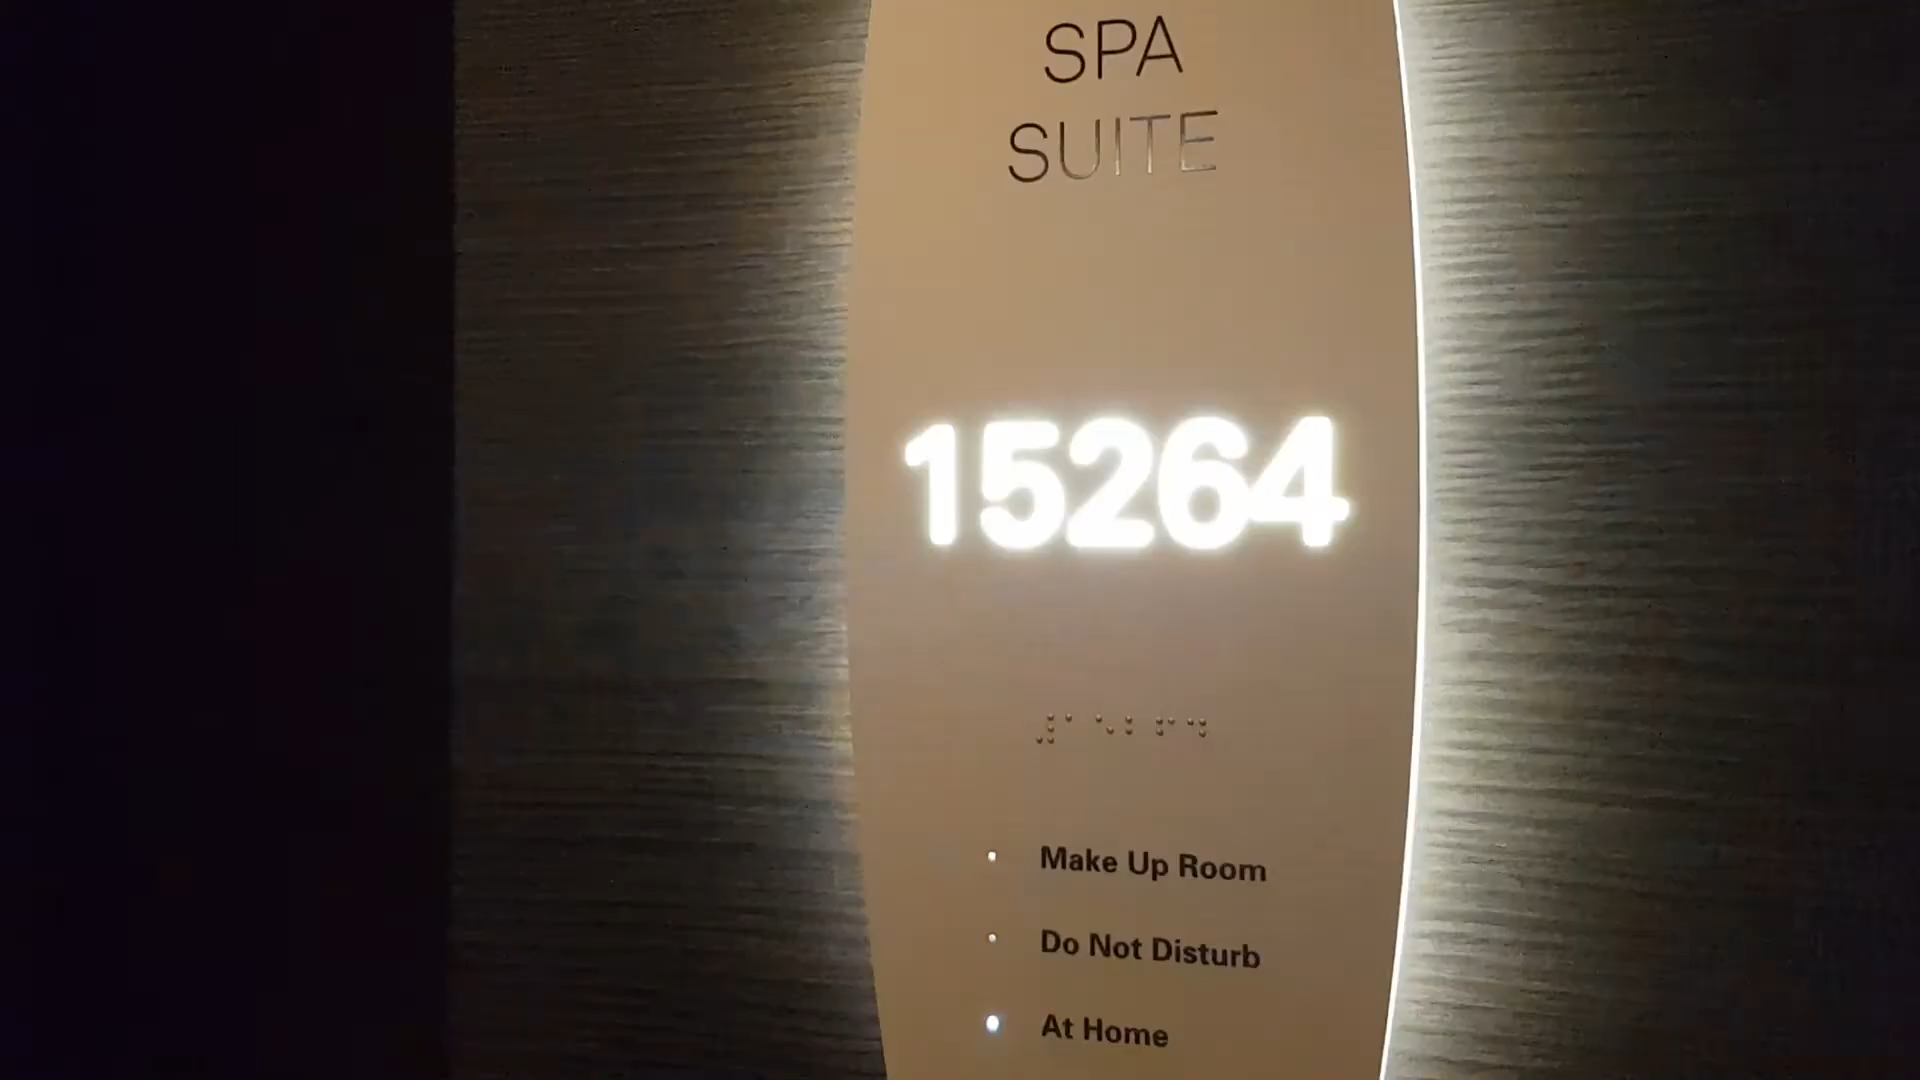 SPA
SUITE
15264
⠼⠁⠑⠃⠋⠙
Make Up Room
Do Not Disturb
At Home